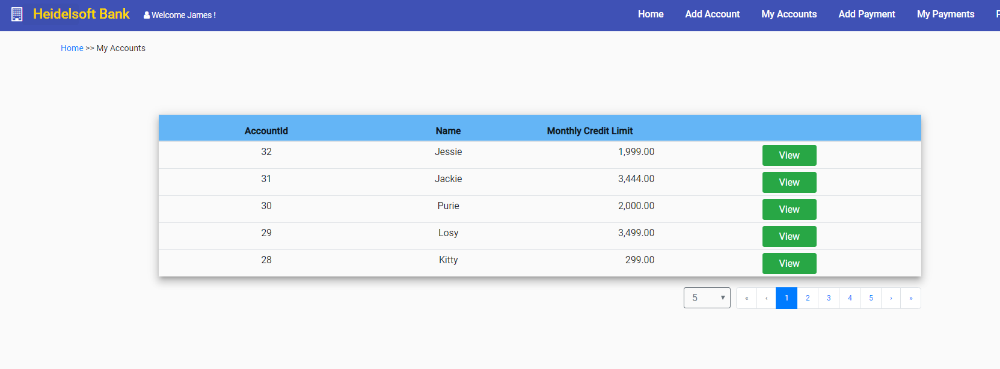 Heidelsoft Bank Welcome James ! Home Add Account My Accounts Add Payment My Payments
Home >> My Accounts
AccountId Name Monthly Credit Limit
32 Jessie 1,999.00 View
31 Jackie 3,444.00 View
30 Purie 2,000.00 View
29 Losy 3,499.00 View
28 Kitty 299.00 View
5 « ‹ 1 2 3 4 5 › »